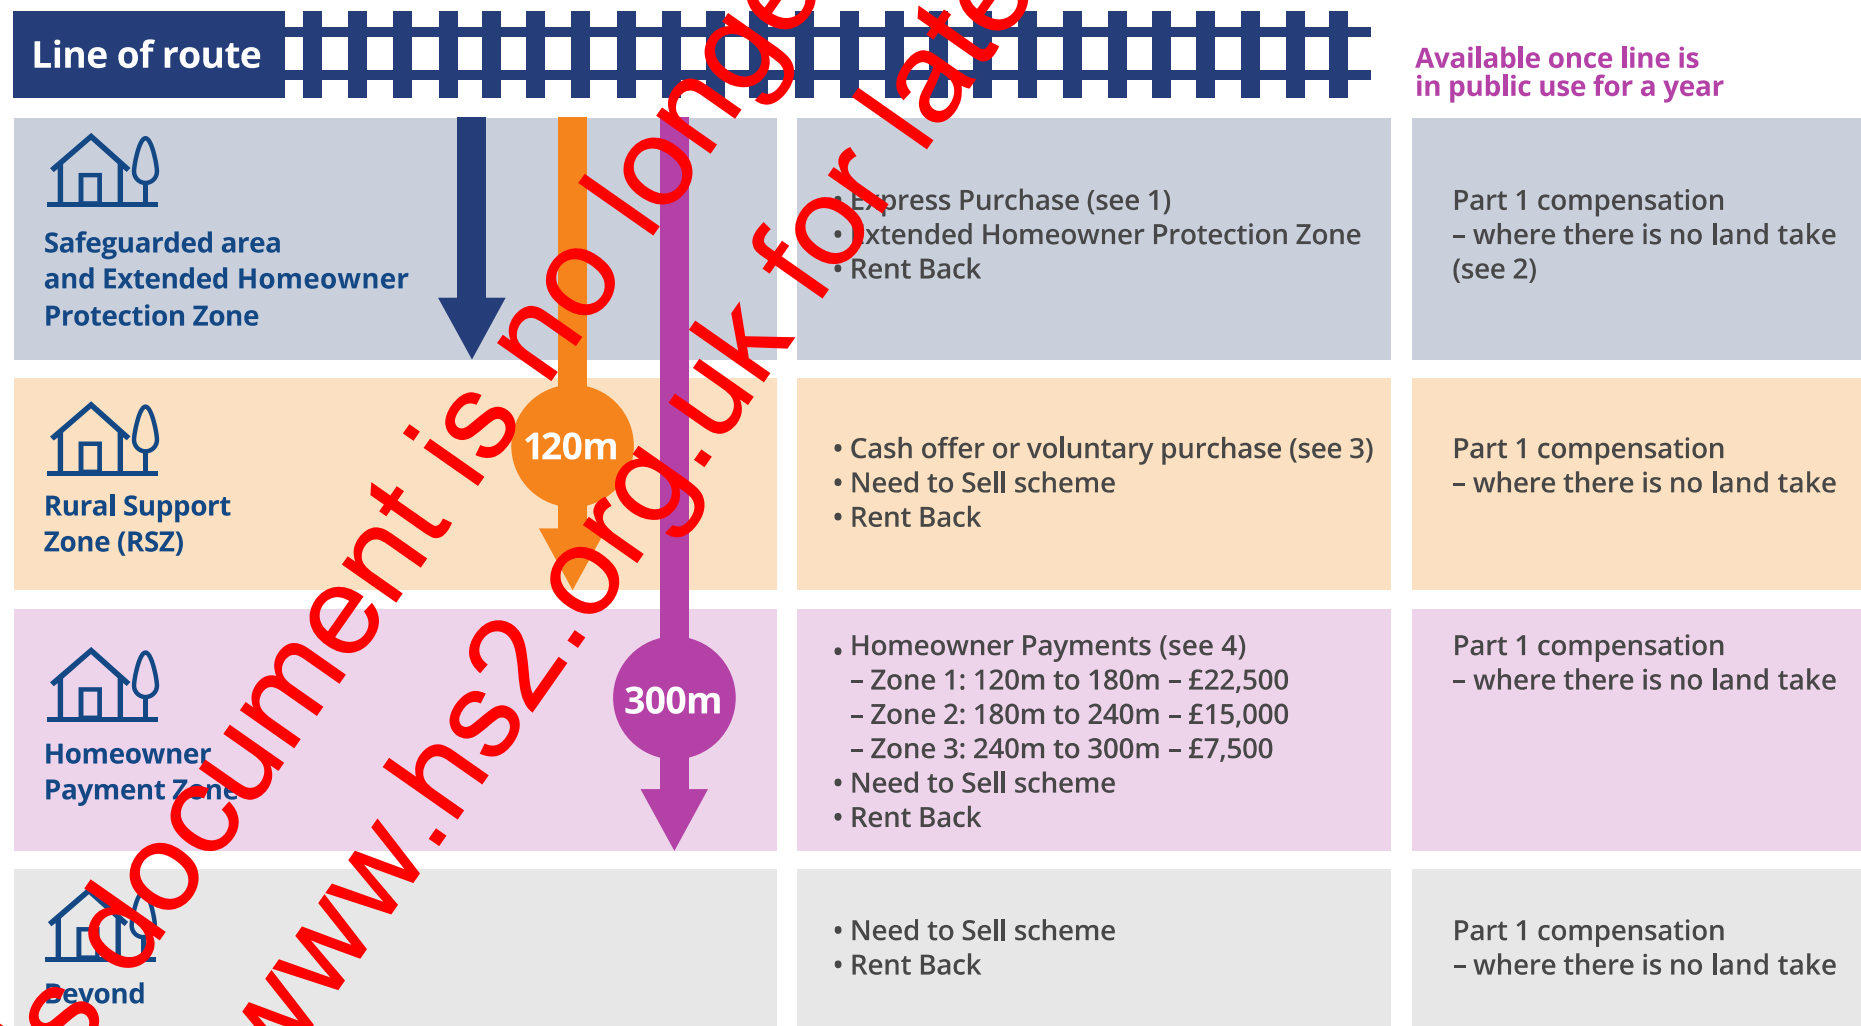 Line of route
Available once line is
in public use for a year
Safeguarded area
and Extended Homeowner
Protection Zone
• Express Purchase (see 1)
• Extended Homeowner Protection Zone
• Rent Back
Part 1 compensation
– where there is no land take
(see 2)
Rural Support
Zone (RSZ)
120m
• Cash offer or voluntary purchase (see 3)
• Need to Sell scheme
• Rent Back
Part 1 compensation
– where there is no land take
Homeowner
Payment Zone
300m
• Homeowner Payments (see 4)
– Zone 1: 120m to 180m – £22,500
– Zone 2: 180m to 240m – £15,000
– Zone 3: 240m to 300m – £7,500
• Need to Sell scheme
• Rent Back
Part 1 compensation
– where there is no land take
Beyond
• Need to Sell scheme
• Rent Back
Part 1 compensation
– where there is no land take
document is no longe
www.hs2.org.uk for late